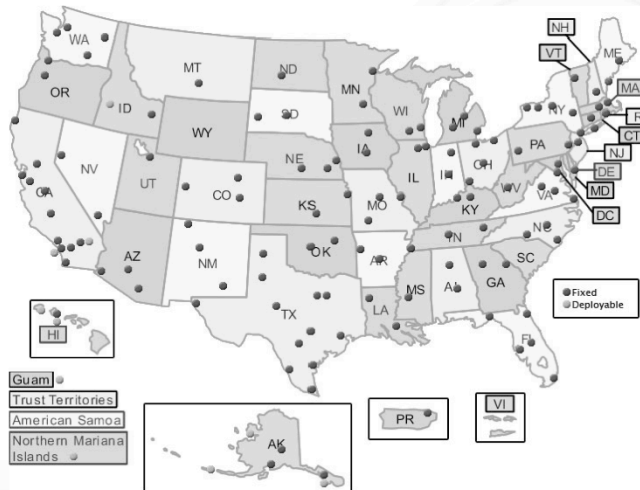 NH
WA
ME
VT
MT
ND
MN
OR
MA
ID
SD
WI
NY
MI
R
WY
CT
IA
PA
NJ
NE
NV
OH
IL
IN
DE
UT
CO
WV
MD
CA
VA
KS
MO
KY
DC
NC
TN
OK
AZ
NM
AR
SC
MS
AL
GA
Fixed
Deployable
TX
LA
HI
FL
Guam
Trust Territories
American Samoa
VI
PR
Northern Mariana
Islands
AK